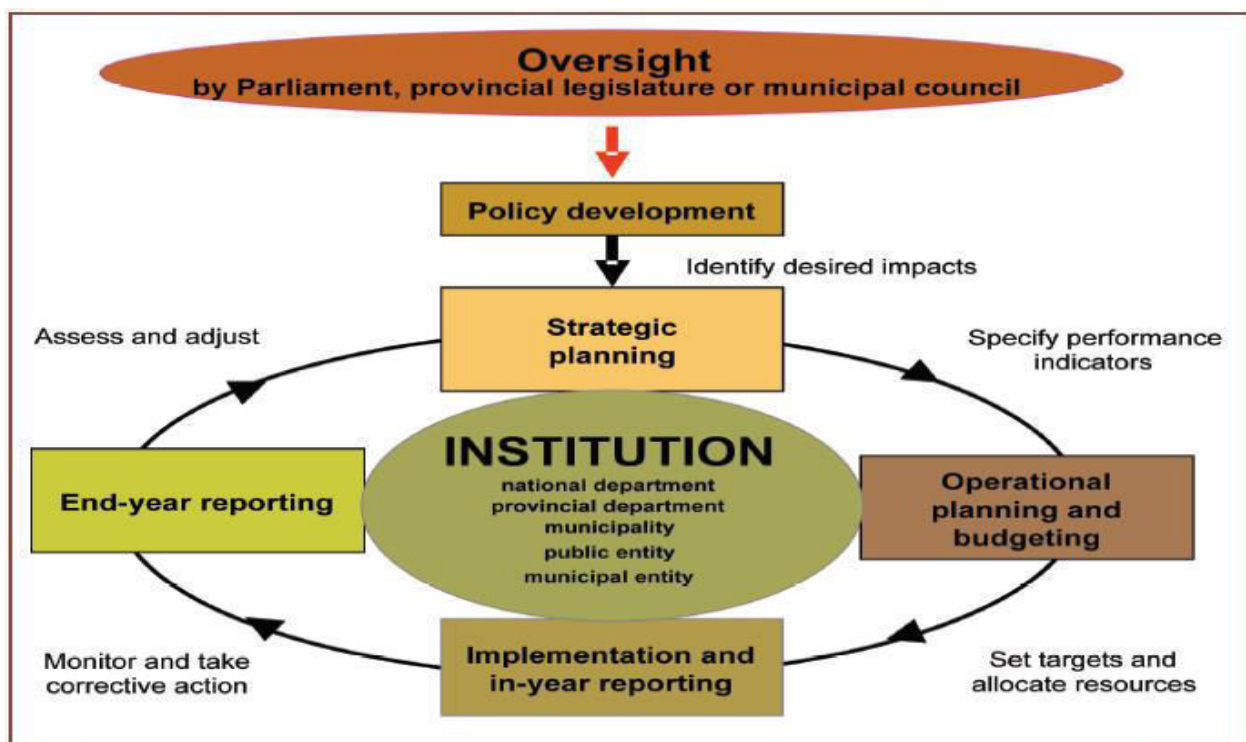 Oversight
by Parliament, provincial legislature or municipal council
Policy development
Identify desired impacts
Strategic
planning
Assess and adjust
Specify performance
indicators
INSTITUTION
national department
provincial department
municipality
public entity
municipal entity
End-year reporting
Operational
planning and
budgeting
Implementation and
in-year reporting
Monitor and take
corrective action
Set targets and
allocate resources